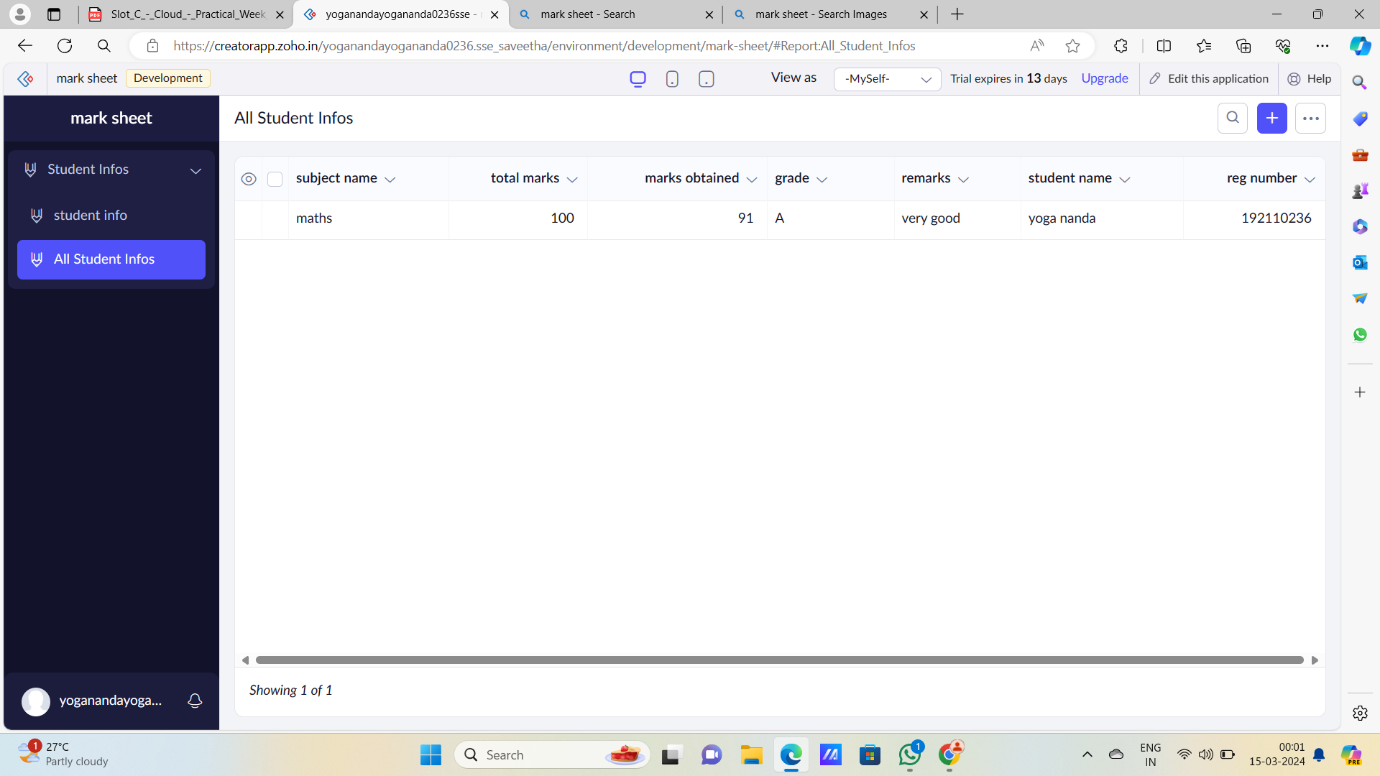 Slot_C_-_Cloud_-_Practical_Week
yoganandayogananda0236sse -
mark sheet - Search
mark sheet - Search Images
https://creatorapp.zoho.in/yoganandayogananda0236.sse_saveetha/environment/development/mark-sheet/#Report:All_Student_Infos
mark sheet
Development
View as
-MySelf-
Trial expires in 13 days
Upgrade
Edit this application
Help
mark sheet
Student Infos
student info
All Student Infos
All Student Infos
subject name total marks marks obtained grade remarks student name reg number
maths 100 91 A very good yoga nanda 192110236
Showing 1 of 1
yoganandayoga...
1
27°C
Partly cloudy
Search
1
ENG
IN
00:01
15-03-2024
PRE